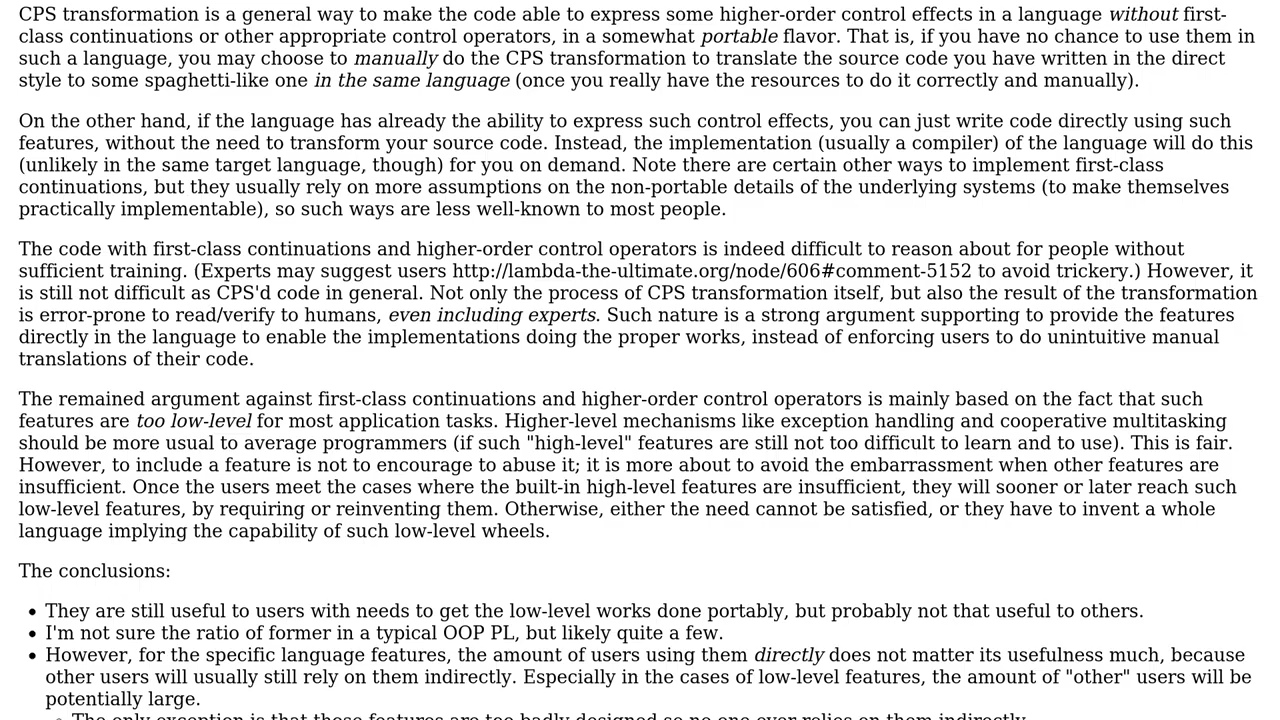 CPS transformation is a general way to make the code able to express some higher-order control effects in a language without first-
class continuations or other appropriate control operators, in a somewhat portable flavor. That is, if you have no chance to use them in
such a language, you may choose to manually do the CPS transformation to translate the source code you have written in the direct
style to some spaghetti-like one in the same language (once you really have the resources to do it correctly and manually).
On the other hand, if the language has already the ability to express such control effects, you can just write code directly using such
features, without the need to transform your source code. Instead, the implementation (usually a compiler) of the language will do this
(unlikely in the same target language, though) for you on demand. Note there are certain other ways to implement first-class
continuations, but they usually rely on more assumptions on the non-portable details of the underlying systems (to make themselves
practically implementable), so such ways are less well-known to most people.
The code with first-class continuations and higher-order control operators is indeed difficult to reason about for people without
sufficient training. (Experts may suggest users http://lambda-the-ultimate.org/node/606#comment-5152 to avoid trickery.) However, it
is still not difficult as CPS'd code in general. Not only the process of CPS transformation itself, but also the result of the transformation
is error-prone to read/verify to humans, even including experts. Such nature is a strong argument supporting to provide the features
directly in the language to enable the implementations doing the proper works, instead of enforcing users to do unintuitive manual
translations of their code.
The remained argument against first-class continuations and higher-order control operators is mainly based on the fact that such
features are too low-level for most application tasks. Higher-level mechanisms like exception handling and cooperative multitasking
should be more usual to average programmers (if such "high-level" features are still not too difficult to learn and to use). This is fair.
However, to include a feature is not to encourage to abuse it; it is more about to avoid the embarrassment when other features are
insufficient. Once the users meet the cases where the built-in high-level features are insufficient, they will sooner or later reach such
low-level features, by requiring or reinventing them. Otherwise, either the need cannot be satisfied, or they have to invent a whole
language implying the capability of such low-level wheels.
The conclusions:
• They are still useful to users with needs to get the low-level works done portably, but probably not that useful to others.
• I'm not sure the ratio of former in a typical OOP PL, but likely quite a few.
• However, for the specific language features, the amount of users using them directly does not matter its usefulness much, because
other users will usually still rely on them indirectly. Especially in the cases of low-level features, the amount of "other" users will be
potentially large.
◦ The only exception is that those features are too badly designed so no one ever relies on them indirectly.